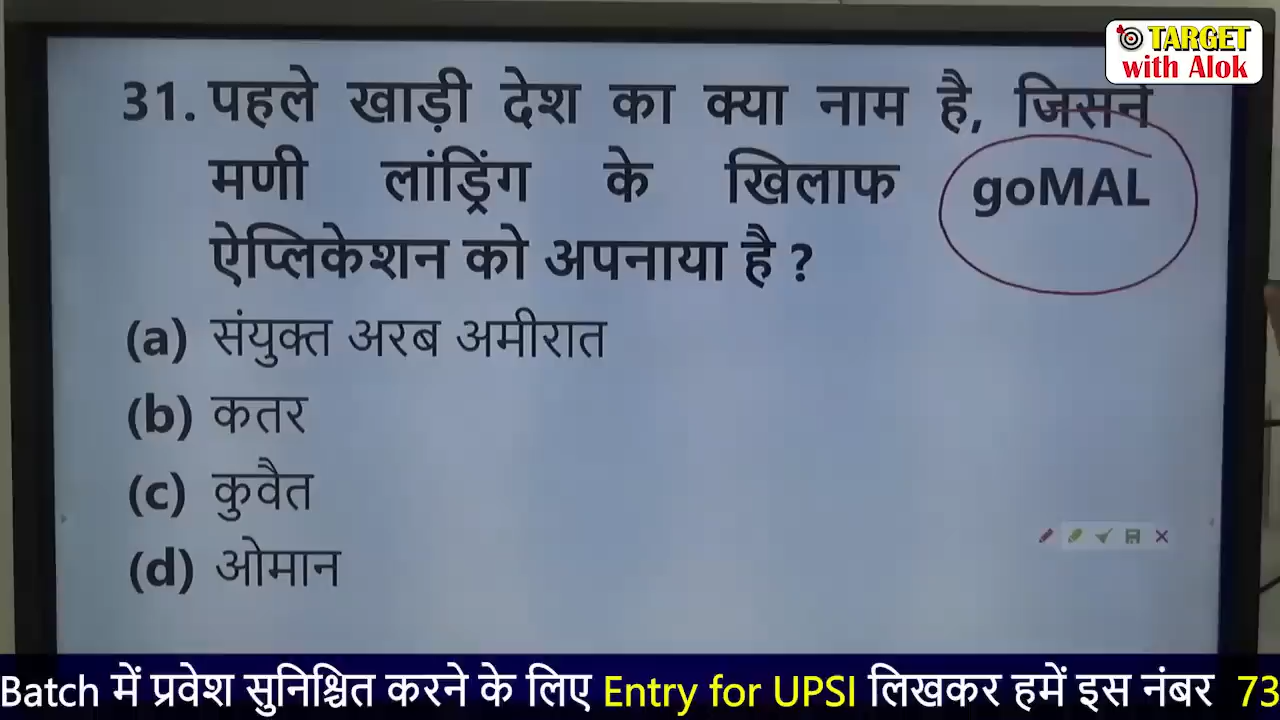 TARGET
with Alok
31. पहले खाड़ी देश का क्या नाम है, जिसने
मणी लांड्रिंग के खिलाफ goMAL
ऐप्लिकेशन को अपनाया है ?
(a) संयुक्त अरब अमीरात
(b) कतर
(c) कुवैत
(d) ओमान
Batch में प्रवेश सुनिश्चित करने के लिए Entry for UPSI लिखकर हमें इस नंबर 73